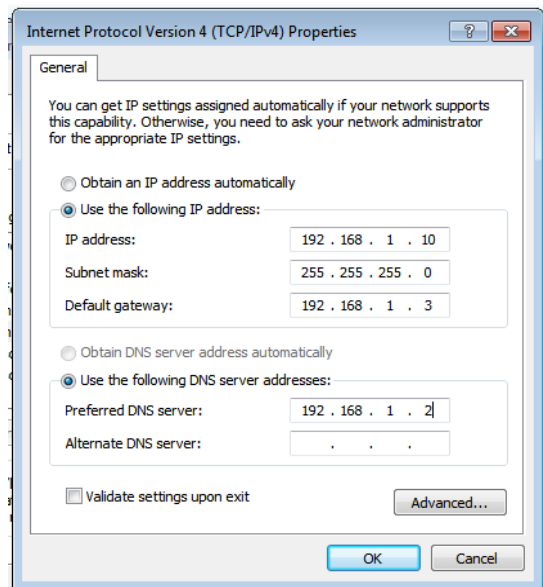 Internet Protocol Version 4 (TCP/IPv4) Properties
General
You can get IP settings assigned automatically if your network supports
this capability. Otherwise, you need to ask your network administrator
for the appropriate IP settings.
Obtain an IP address automatically
Use the following IP address:
IP address: 192 . 168 . 1 . 10
Subnet mask: 255 . 255 . 255 . 0
Default gateway: 192 . 168 . 1 . 3
Obtain DNS server address automatically
Use the following DNS server addresses:
Preferred DNS server: 192 . 168 . 1 . 2
Alternate DNS server: . . .
Validate settings upon exit
Advanced...
OK Cancel